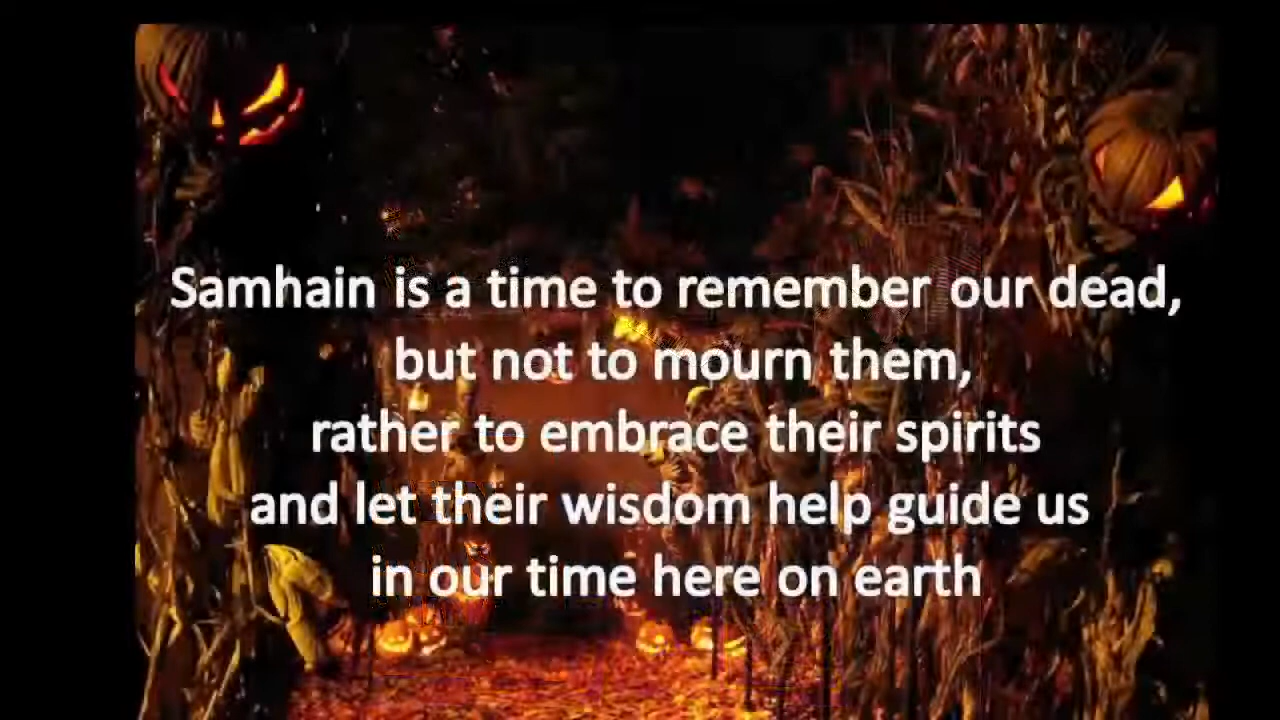 Samhain is a time to remember our dead,
but not to mourn them,
rather to embrace their spirits
and let their wisdom help guide us
in our time here on earth